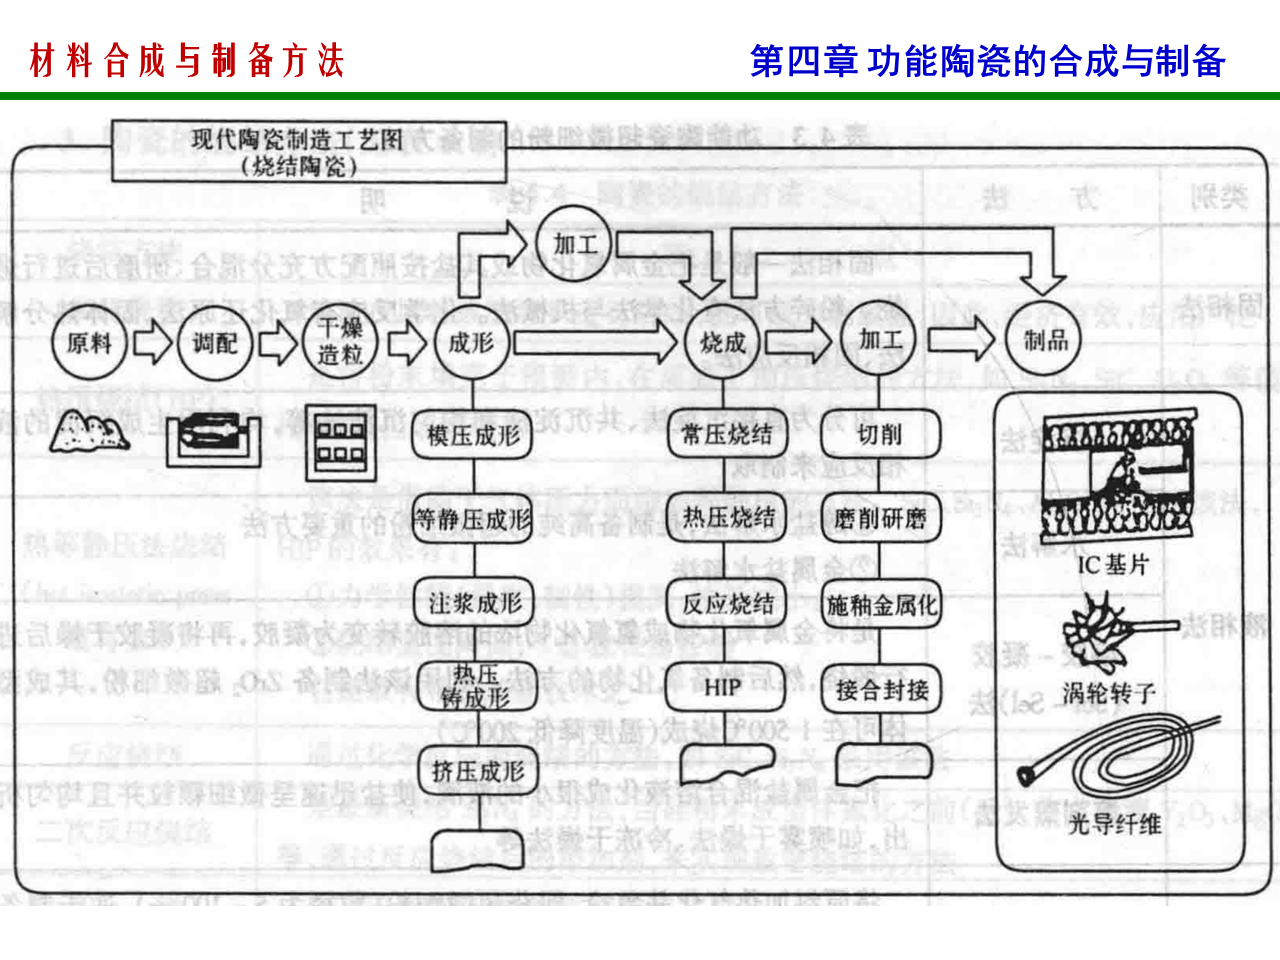 材料合成与制备方法
第四章 功能陶瓷的合成与制备
现代陶瓷制造工艺图
(烧结陶瓷)
加工
原料
调配
干燥
造粒
成形
烧成
加工
制品
模压成形
等静压成形
注浆成形
热压
铸成形
挤压成形
常压烧结
热压烧结
反应烧结
HIP
切削
磨削研磨
施釉金属化
接合封接
IC基片
涡轮转子
光导纤维